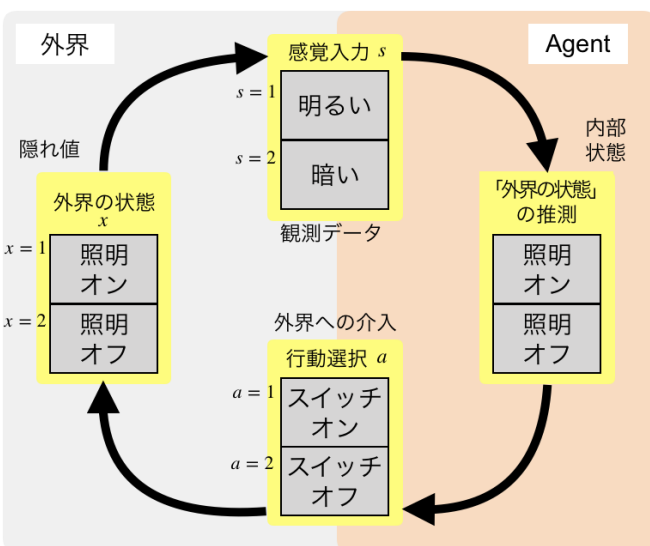 外界
Agent
感覚入力 s
s = 1
明るい
s = 2
暗い
観測データ
隠れ値
外界の状態
x
x = 1
照明
オン
x = 2
照明
オフ
内部
状態
「外界の状態」
の推測
照明
オン
照明
オフ
外界への介入
行動選択 a
a = 1
スイッチ
オン
a = 2
スイッチ
オフ